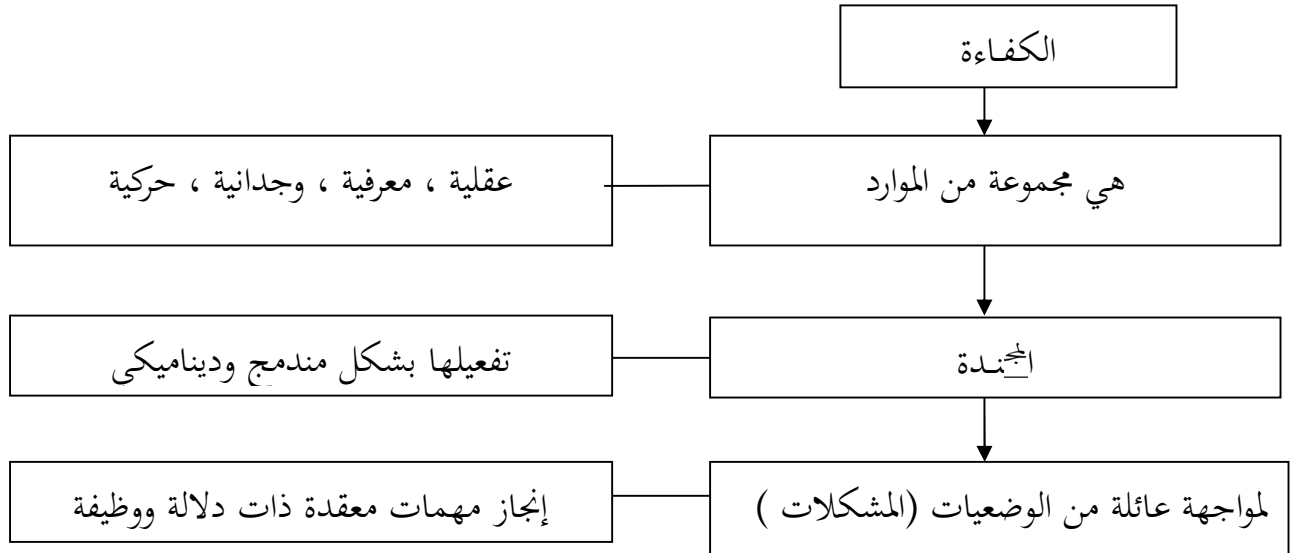 الكفاءة
هي مجموعة من الموارد
عقلية ، معرفية ، وجدانية ، حركية
المجندة
تفعيلها بشكل مندمج وديناميكي
لمواجهة عائلة من الوضعيات (المشكلات )
إنجاز مهمات معقدة ذات دلالة ووظيفة